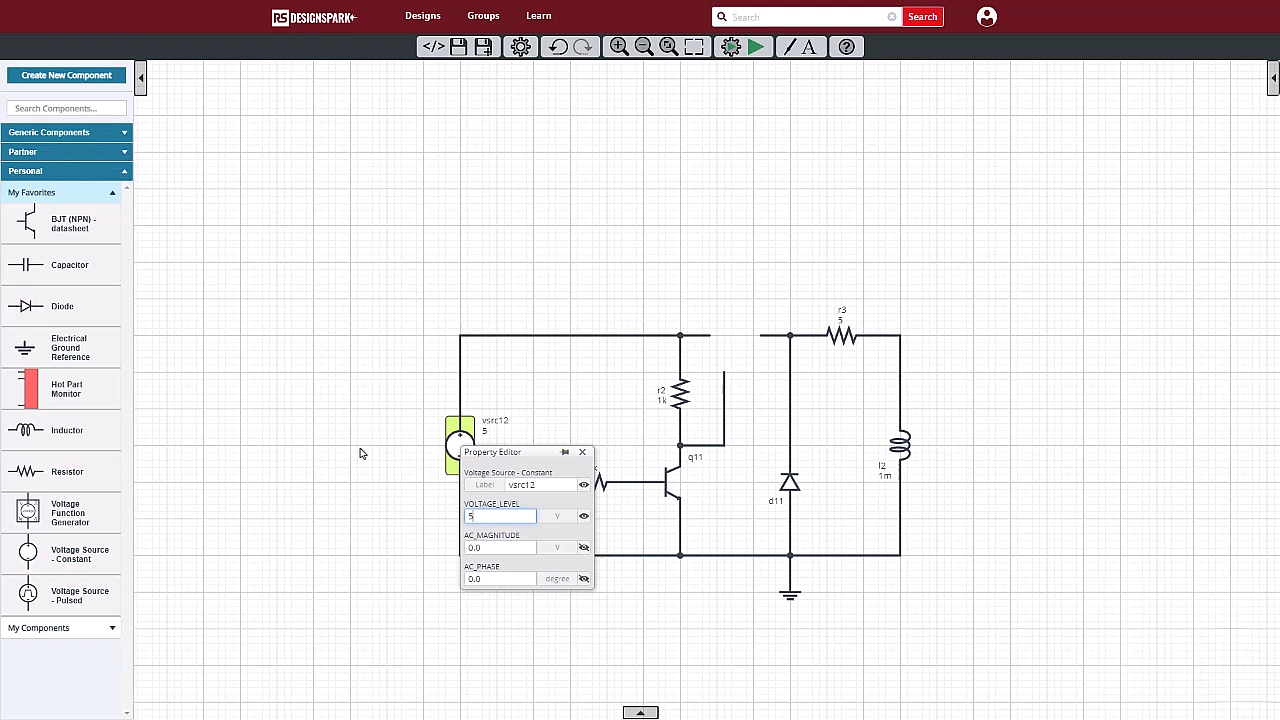 RS DESIGNSPARK
Designs
Groups
Learn
Search
Search
</>
A
?
Create New Component
Search Components...
Generic Components
Partner
Personal
My Favorites
BJT (NPN) -
datasheet
Capacitor
Diode
Electrical
Ground
Reference
Hot Part
Monitor
Inductor
Resistor
Voltage
Function
Generator
Voltage Source -
Constant
Voltage Source -
Pulsed
My Components
r3
5
r2
1k
vsrc12
5
q11
l2
1m
d11
Property Editor
Voltage Source - Constant
Label
vsrc12
VOLTAGE_LEVEL
5
V
AC_MAGNITUDE
0.0
V
AC_PHASE
0.0
degree